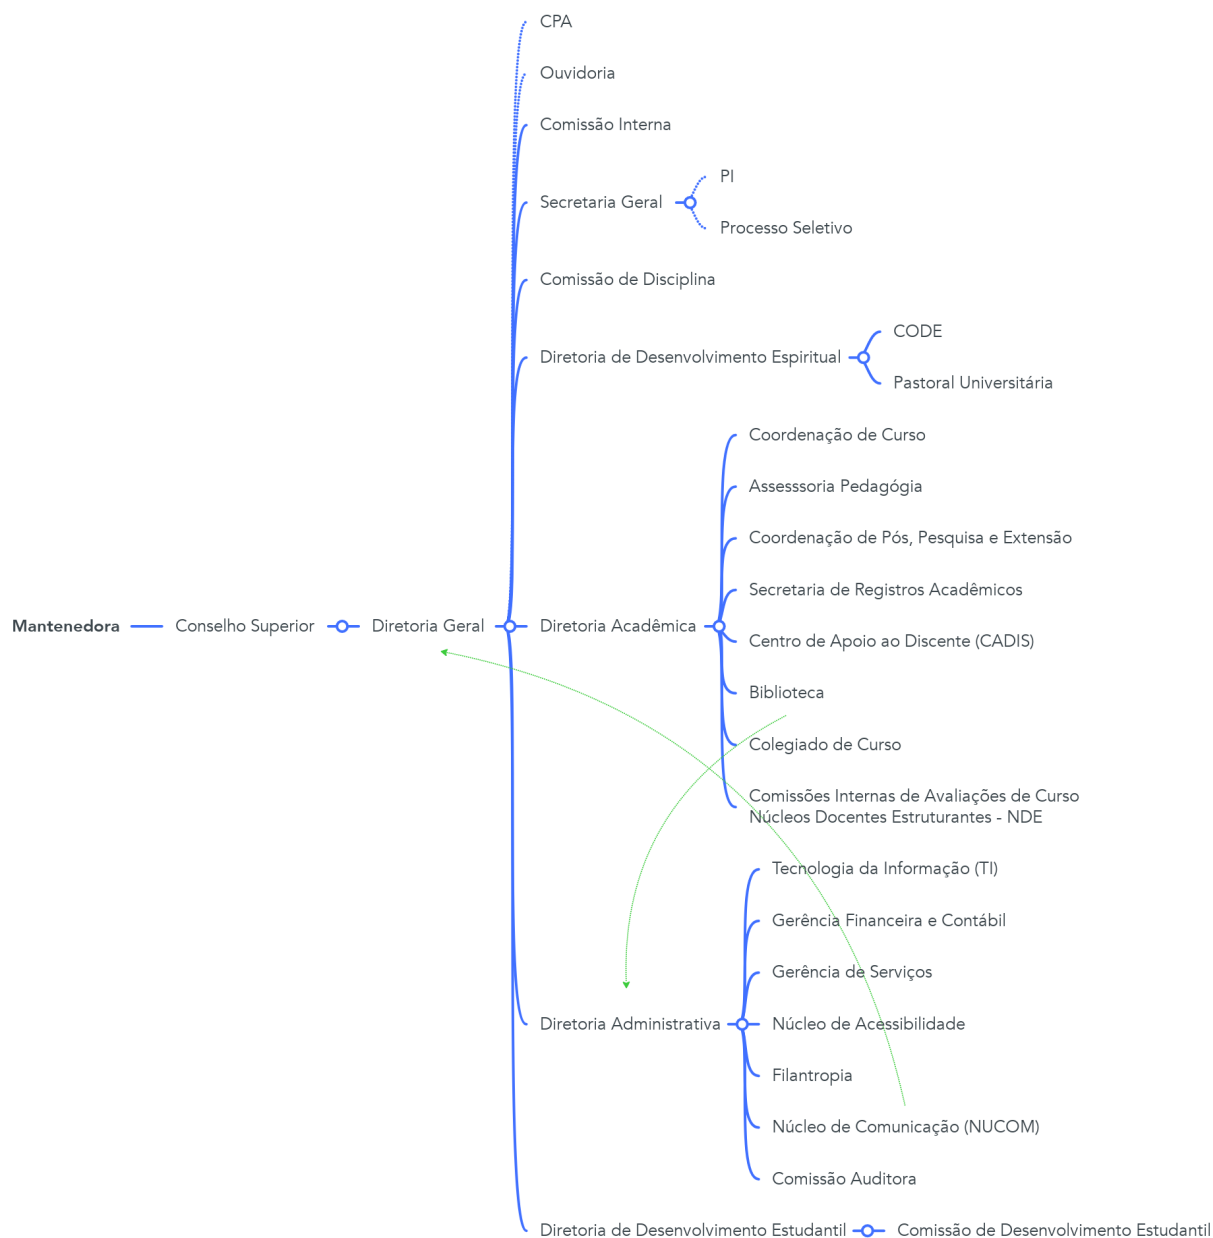 CPA
Ouvidoria
Comissão Interna
PI
Secretaria Geral
Processo Seletivo
Comissão de Disciplina
CODE
Diretoria de Desenvolvimento Espiritual
Pastoral Universitária
Coordenação de Curso
Assesssoria Pedagógia
Coordenação de Pós, Pesquisa e Extensão
Secretaria de Registros Acadêmicos
Mantenedora
Conselho Superior
Diretoria Geral
Diretoria Acadêmica
Centro de Apoio ao Discente (CADIS)
Biblioteca
Colegiado de Curso
Comissões Internas de Avaliações de Curso
Núcleos Docentes Estruturantes - NDE
Tecnologia da Informação (TI)
Gerência Financeira e Contábil
Gerência de Serviços
Diretoria Administrativa
Núcleo de Acessibilidade
Filantropia
Núcleo de Comunicação (NUCOM)
Comissão Auditora
Diretoria de Desenvolvimento Estudantil
Comissão de Desenvolvimento Estudantil